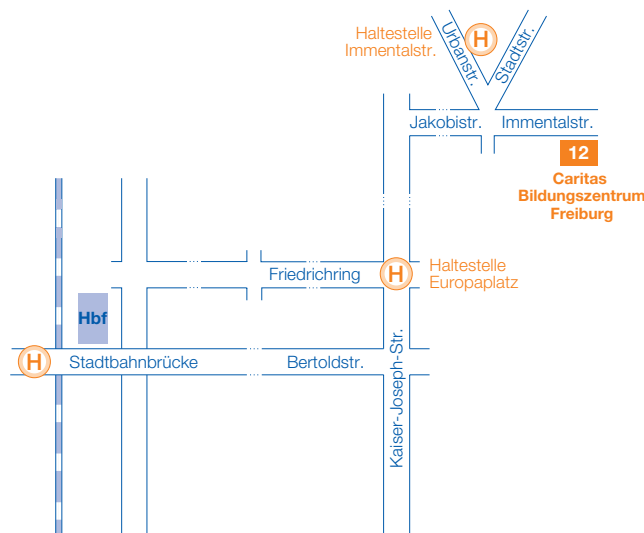 Haltestelle
Immentalstr.
H
Urbanstr.
Stadtstr.
Jakobistr.
Immentalstr.
12
Caritas
Bildungszentrum
Freiburg
Friedrichring
H
Haltestelle
Europaplatz
Hbf
H
Stadtbahnbrücke
Bertoldstr.
Kaiser-Joseph-Str.